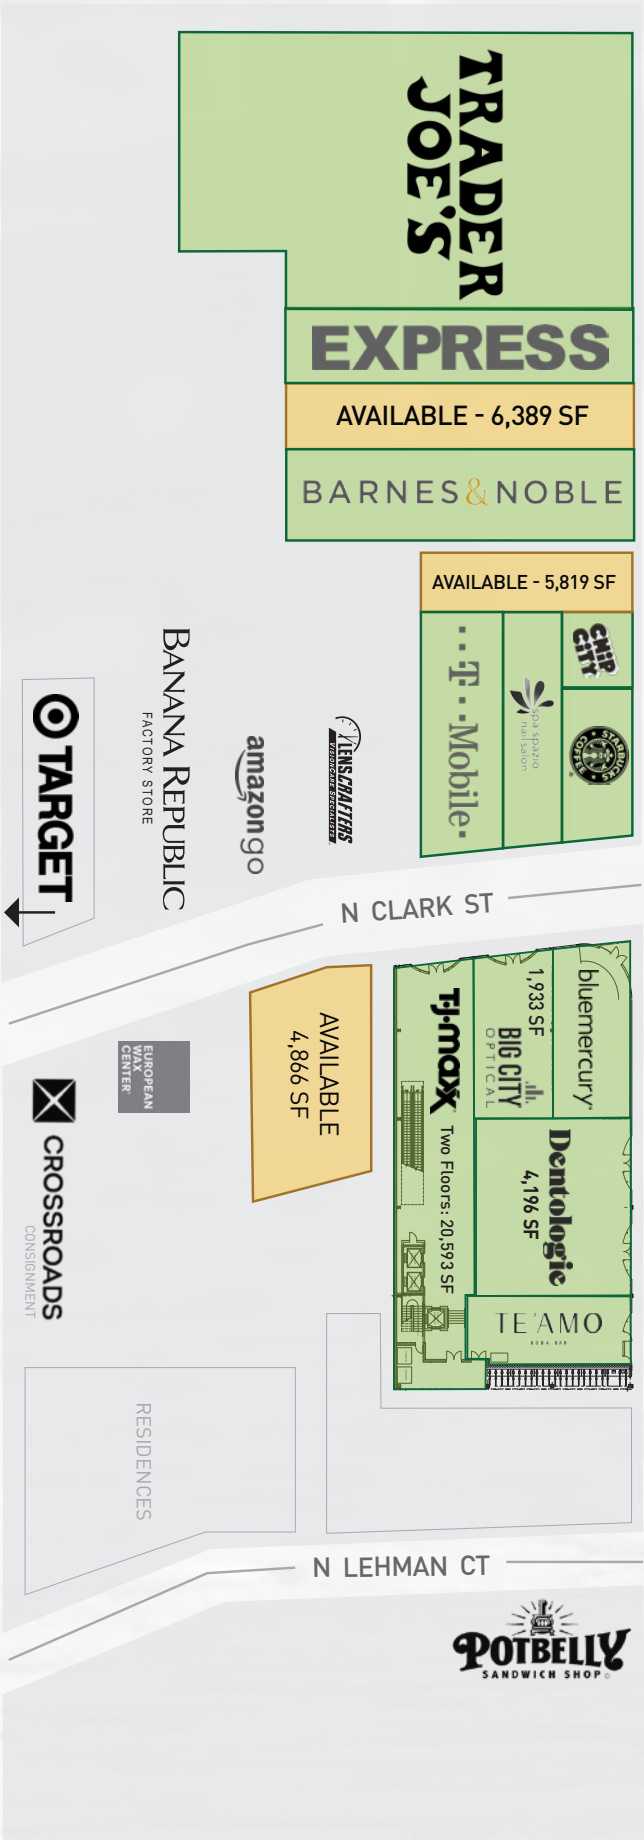 TRADER
JOE'S
EXPRESS
AVAILABLE - 6,389 SF
BARNES & NOBLE
AVAILABLE - 5,819 SF
CHIP
CITY
STARBUCKS
COFFEE
spa spazio
nail salon
T··Mobile·
LENSCRAFTERS
VISIONCARE SPECIALISTS
amazon go
BANANA REPUBLIC
FACTORY STORE
TARGET
N CLARK ST
bluemercury
1,933 SF
BIG CITY
OPTICAL
TJ·maxx
Two Floors: 20,593 SF
AVAILABLE
4,866 SF
Dentologie
4,196 SF
TE'AMO
BOBA BAR
EUROPEAN
WAX
CENTER
CROSSROADS
CONSIGNMENT
RESIDENCES
N LEHMAN CT
POTBELLY
SANDWICH SHOP